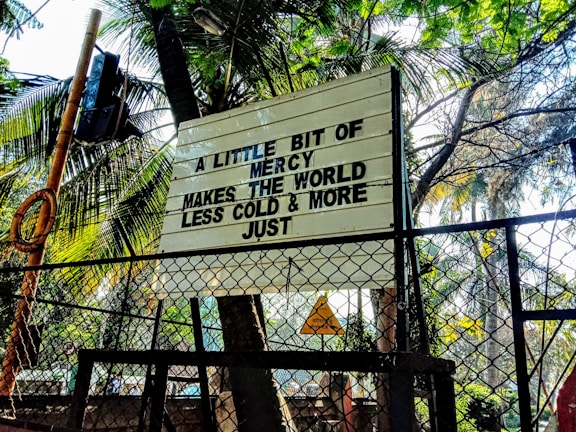 A LITTLE BIT OF
MERCY
MAKES THE WORLD
LESS COLD & MORE
JUST